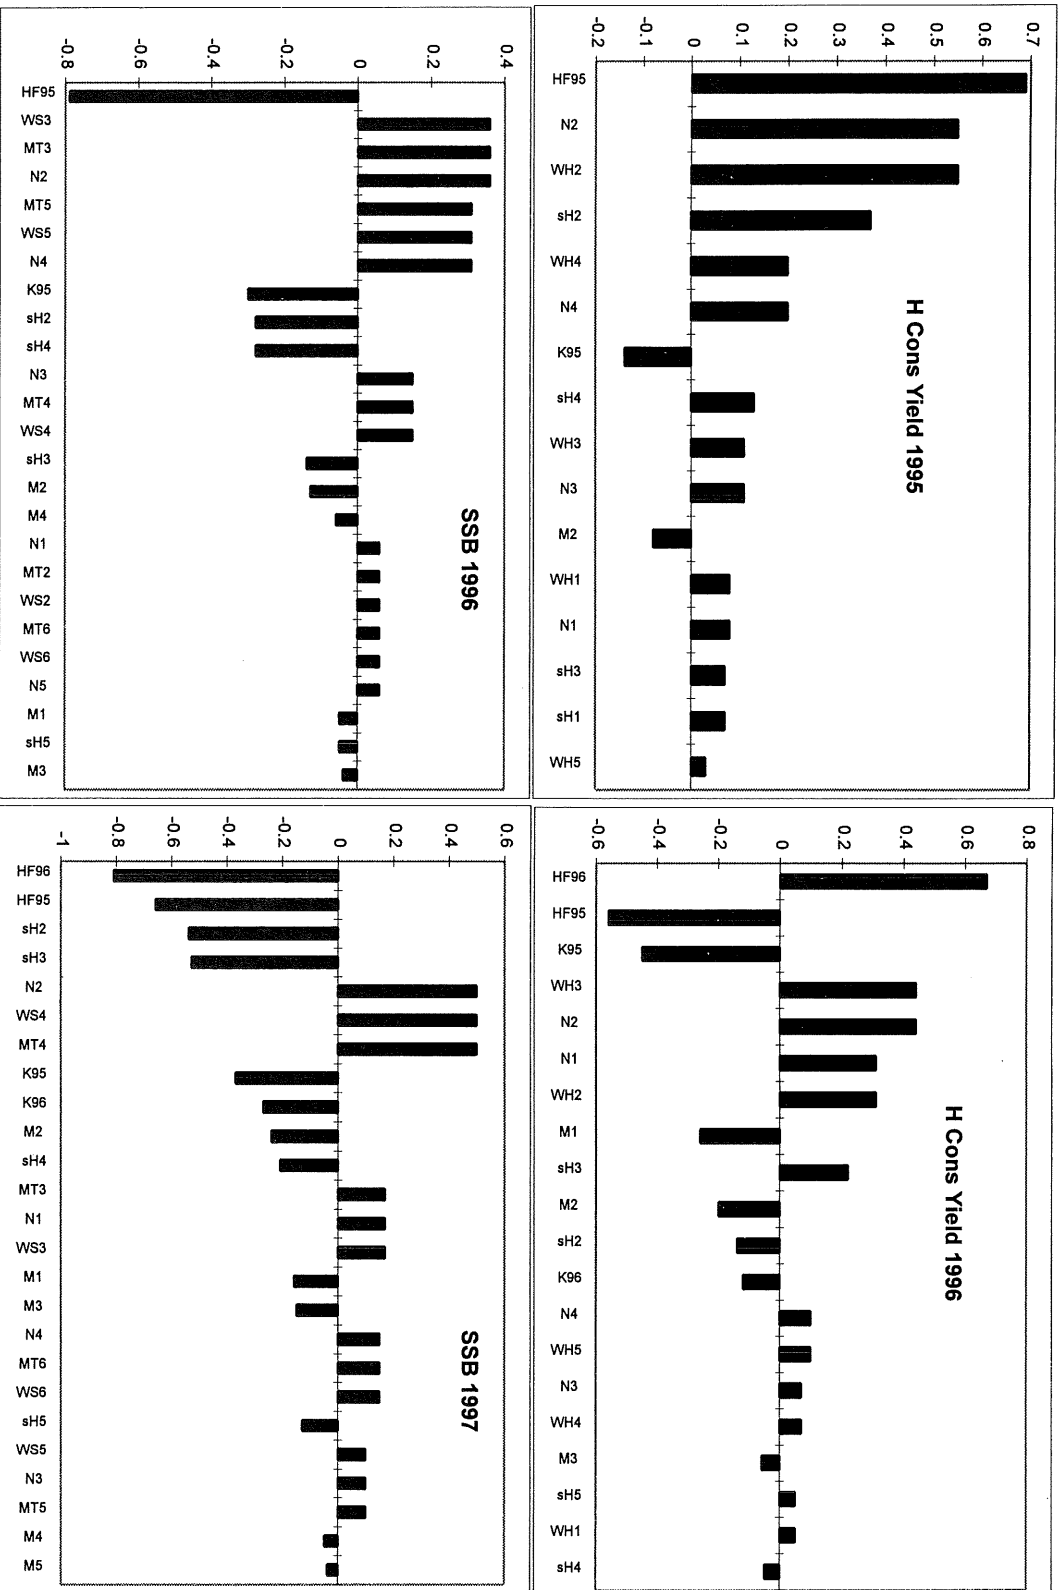 H Cons Yield 1995
0.7
0.6
0.5
0.4
0.3
0.2
0.1
0
-0.1
-0.2
HF95
N2
WH2
sH2
WH4
N4
K95
sH4
WH3
N3
M2
WH1
N1
sH3
sH1
WH5
H Cons Yield 1996
0.8
0.6
0.4
0.2
0
-0.2
-0.4
-0.6
HF96
HF95
K95
WH3
N2
N1
WH2
M1
sH3
M2
sH2
K96
N4
WH5
N3
WH4
M3
sH5
WH1
sH4
SSB 1996
0.4
0.2
0
-0.2
-0.4
-0.6
-0.8
HF95
WS3
MT3
N2
MT5
WS5
N4
K95
sH2
sH4
N3
MT4
WS4
sH3
M2
M4
N1
MT2
WS2
MT6
WS6
N5
M1
sH5
M3
SSB 1997
0.6
0.4
0.2
0
-0.2
-0.4
-0.6
-0.8
-1
HF96
HF95
sH2
sH3
N2
WS4
MT4
K95
K96
M2
sH4
MT3
N1
WS3
M1
M3
N4
MT6
WS6
sH5
WS5
N3
MT5
M4
M5